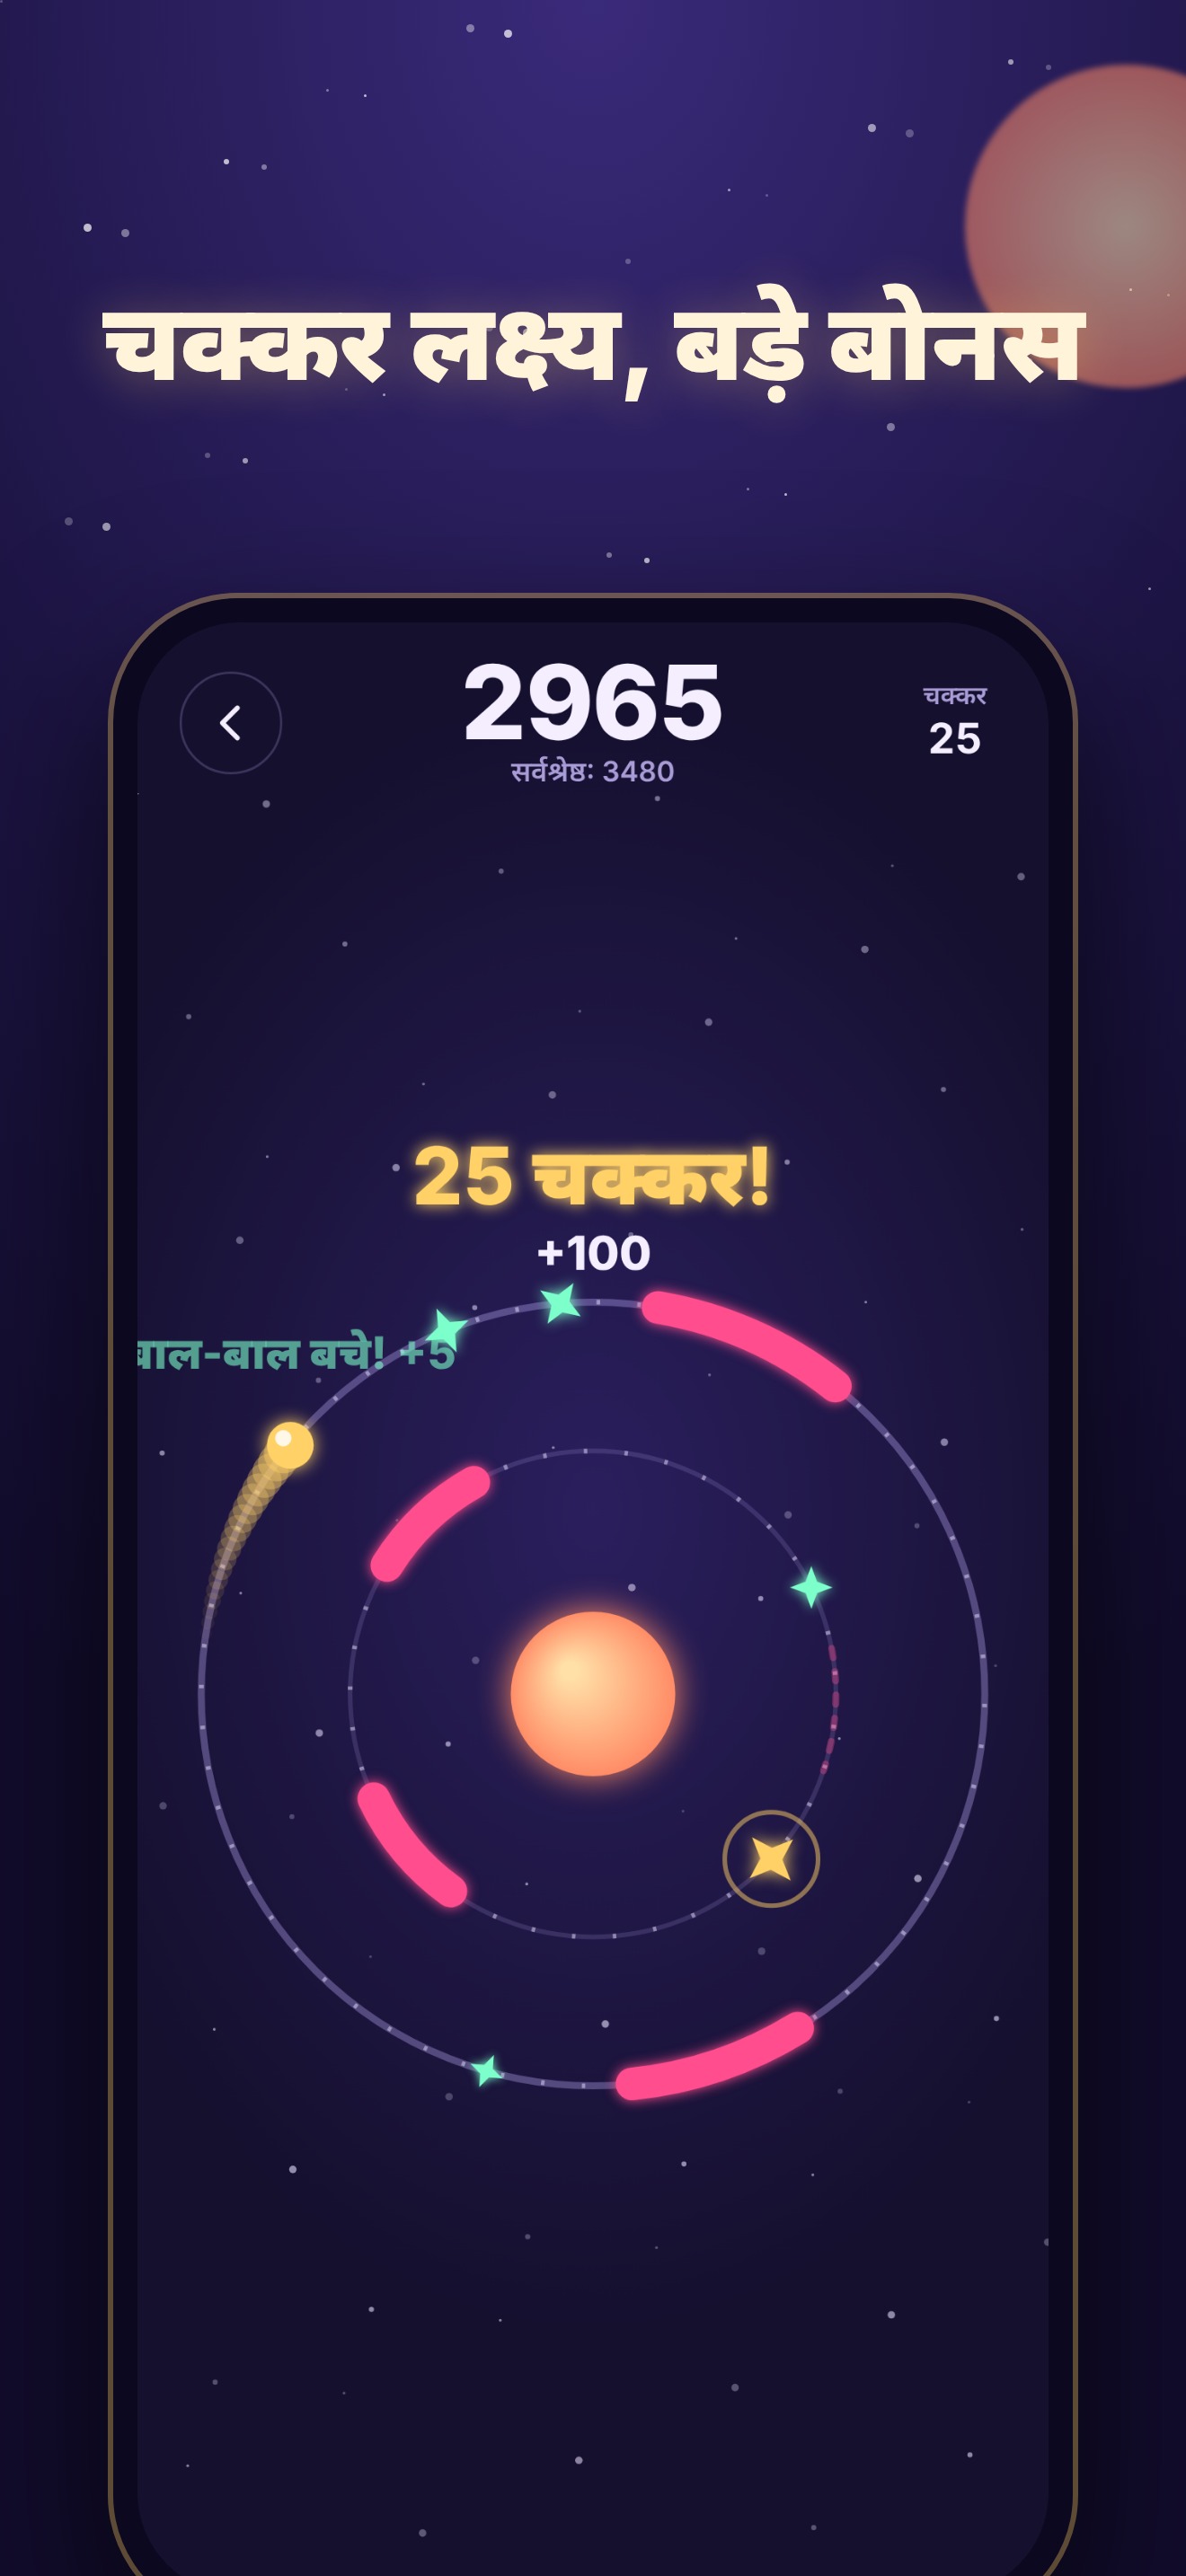 चक्कर लक्ष्य, बड़े बोनस
2965
सर्वश्रेष्ठ: 3480
चक्कर
25
25 चक्कर!
+100
बाल-बाल बचे! +5